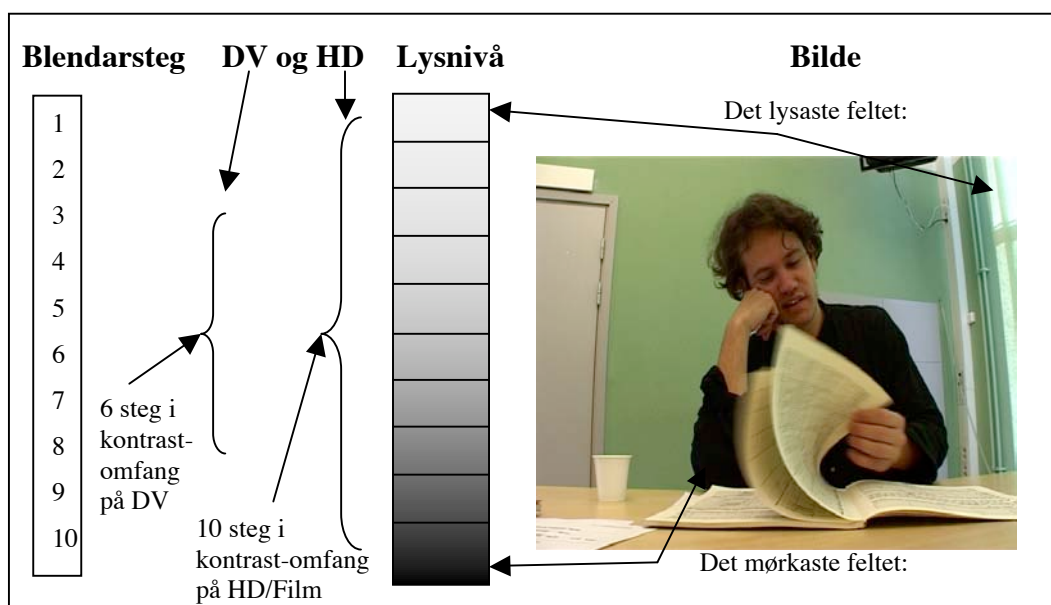 Blendarsteg DV og HD Lysnivå Bilde
Det lysaste feltet:
1
2
3
4
5
6
7
8
9
10
6 steg i
kontrast-
omfang
på DV
10 steg i
kontrast-omfang
på HD/Film
Det mørkaste feltet: